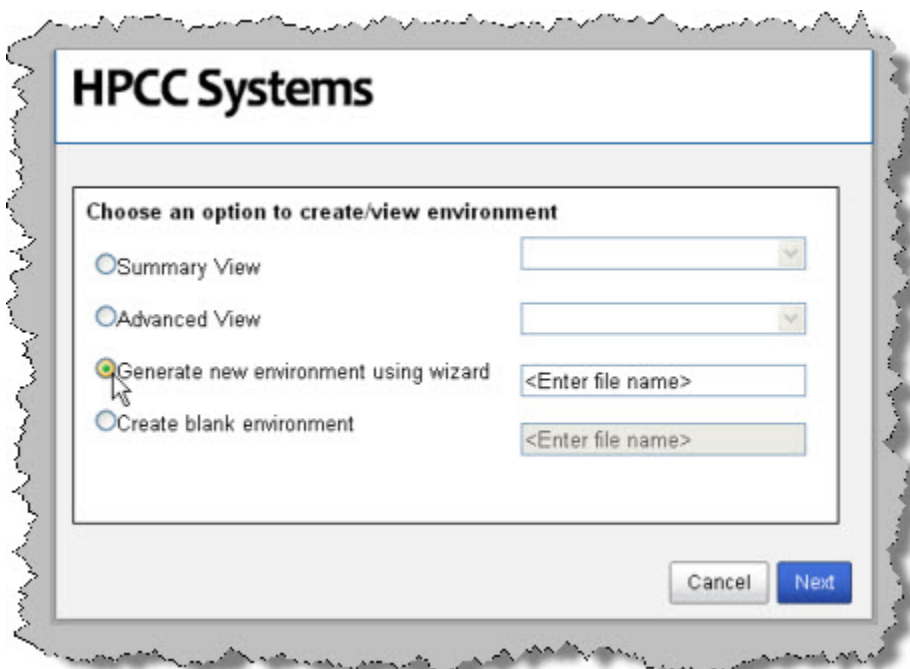 HPCC Systems
Choose an option to create/view environment
Summary View
Advanced View
Generate new environment using wizard <Enter file name>
Create blank environment <Enter file name>
Cancel Next